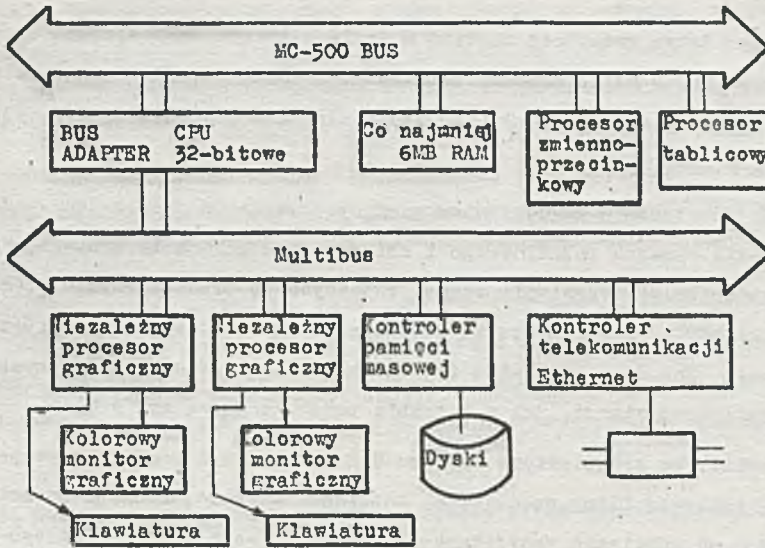 MC-500 BUS
BUS CPU
ADAPTER 32-bitowe
Co najmniej
6MB RAM
Procesor
zmienno-
przecin-
kowy
Procesor
tablicowy
Multibus
Niezależny
procesor
graficzny
Niezależny
procesor
graficzny
Kontroler
pamięci
masowej
Kontroler
telekomunikacji
Ethernet
Kolorowy
monitor
graficzny
Kolorowy
monitor
graficzny
Dyski
Klawiatura
Klawiatura